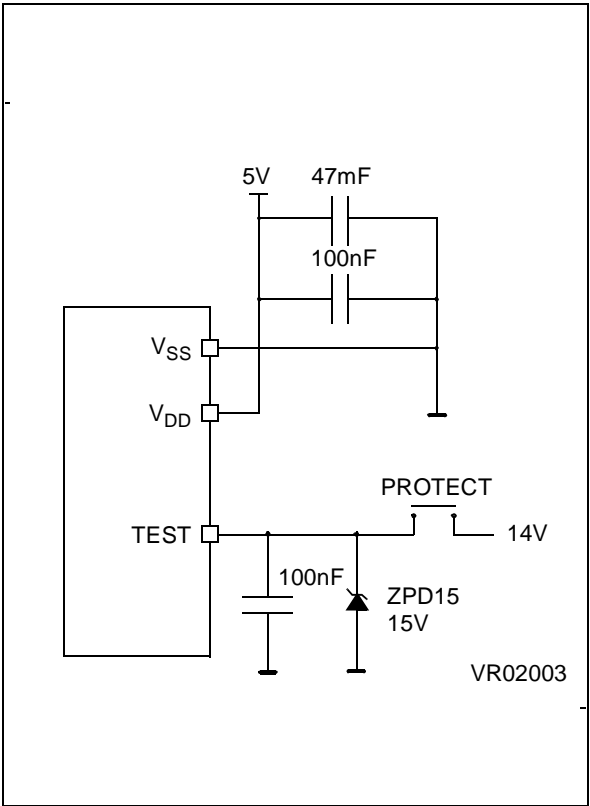 5V 47mF
100nF
VSS
VDD
PROTECT
TEST
14V
100nF
ZPD15
15V
VR02003